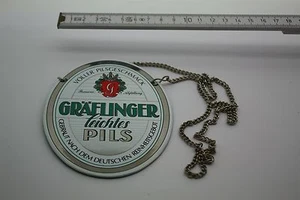 VOLLER PILSGESCHMACK
G
GRÄFLINGER
leichtes
PILS
GEBRAUT NACH DEM DEUTSCHEN REINHEITSGEBOT